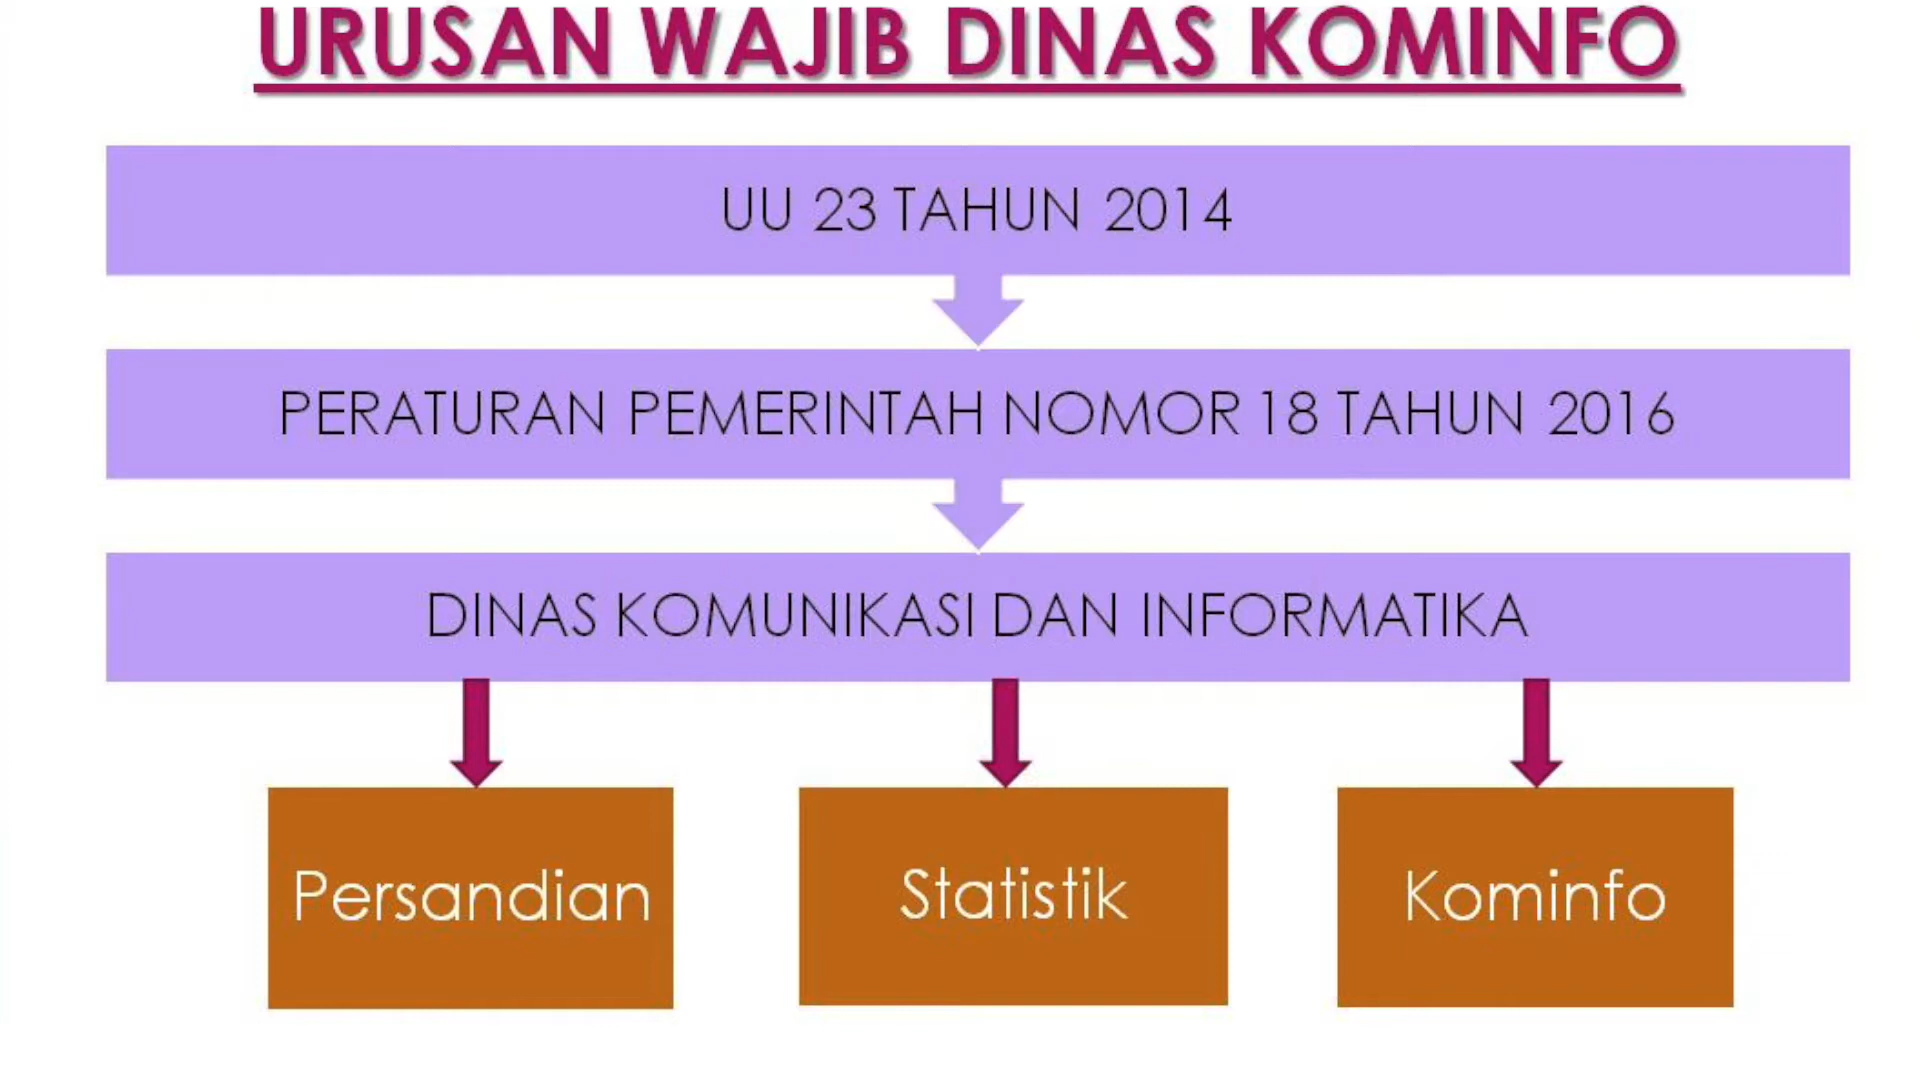 URUSAN WAJIB DINAS KOMINFO
UU 23 TAHUN 2014
PERATURAN PEMERINTAH NOMOR 18 TAHUN 2016
DINAS KOMUNIKASI DAN INFORMATIKA
Persandian
Statistik
Kominfo